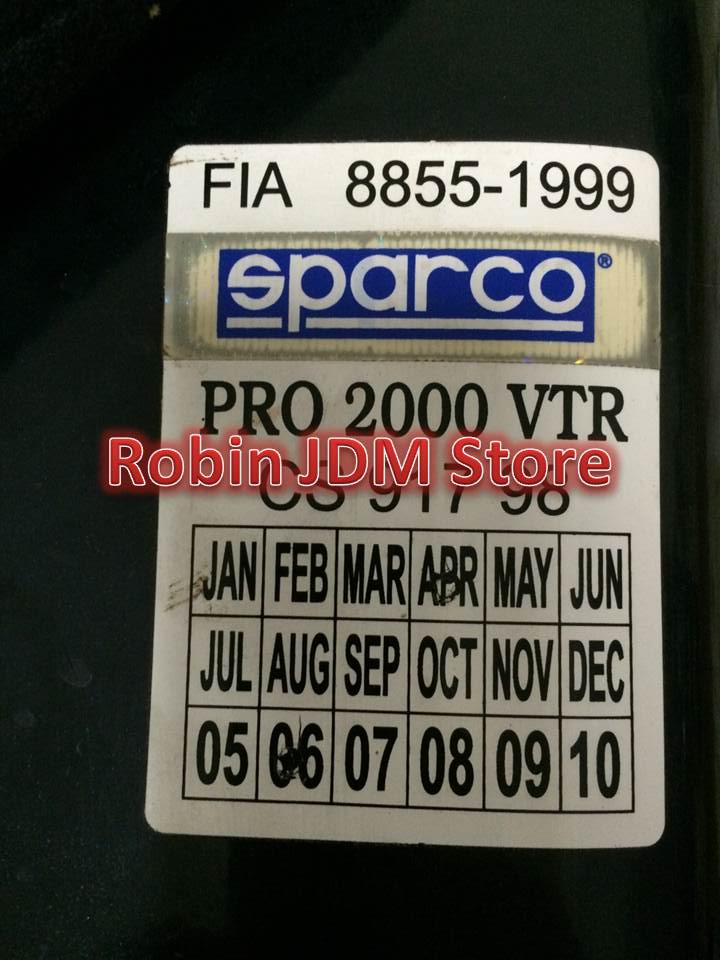 FIA 8855-1999
sparco®
PRO 2000 VTR
Robin JDM Store
CS 917 98
JAN FEB MAR APR MAY JUN
JUL AUG SEP OCT NOV DEC
05 06 07 08 09 10